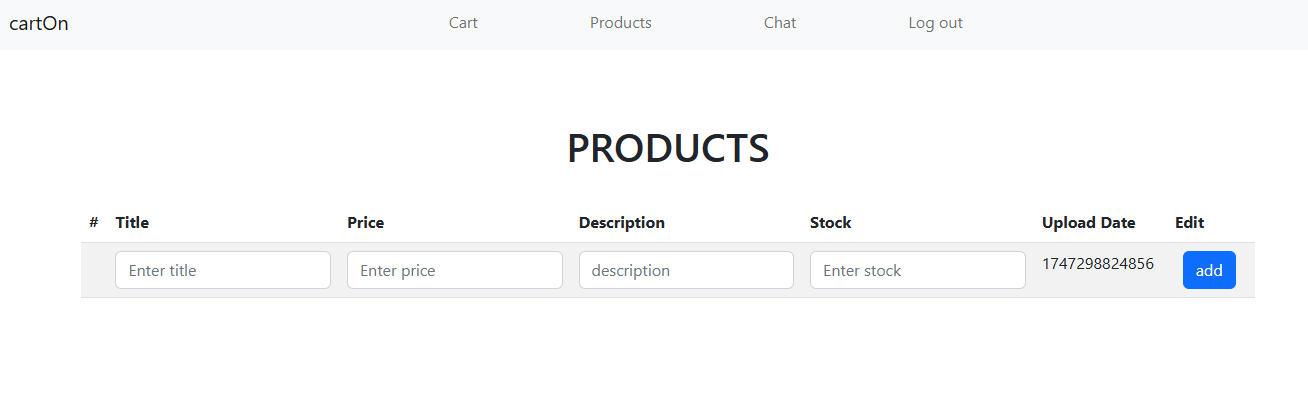 cartOn Cart Products Chat Log out
PRODUCTS
# Title Price Description Stock Upload Date Edit
Enter title Enter price description Enter stock 1747298824856 add